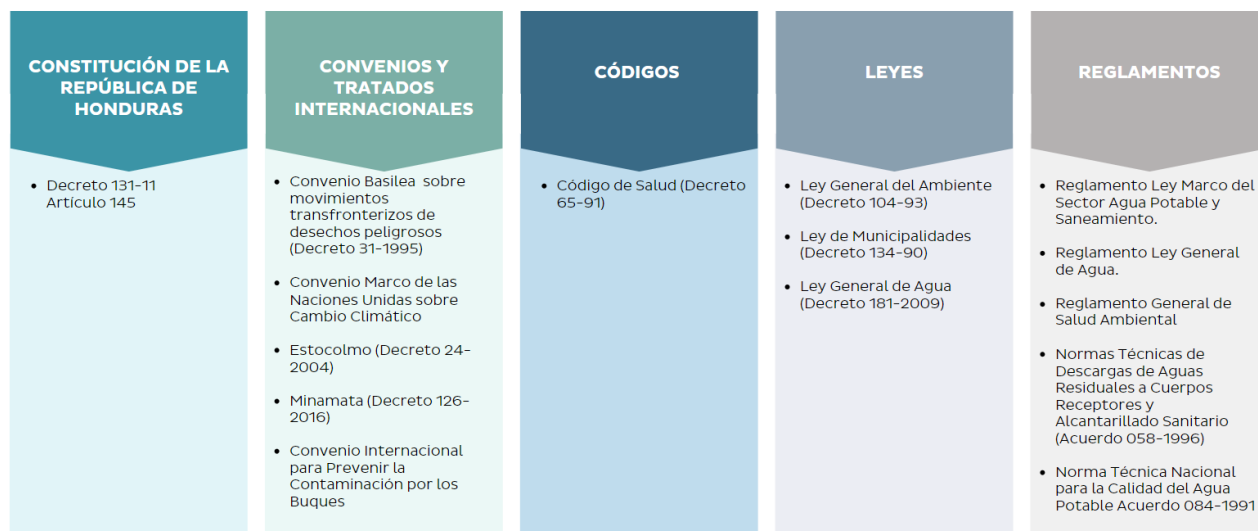 CONSTITUCIÓN DE LA
REPÚBLICA DE
HONDURAS
• Decreto 131-11
Artículo 145
CONVENIOS Y
TRATADOS
INTERNACIONALES
• Convenio Basilea sobre
movimientos
transfronterizos de
desechos peligrosos
(Decreto 31-1995)
• Convenio Marco de las
Naciones Unidas sobre
Cambio Climático
• Estocolmo (Decreto 24-
2004)
• Minamata (Decreto 126-
2016)
• Convenio Internacional
para Prevenir la
Contaminación por los
Buques
CÓDIGOS
• Código de Salud (Decreto
65-91)
LEYES
• Ley General del Ambiente
(Decreto 104-93)
• Ley de Municipalidades
(Decreto 134-90)
• Ley General de Agua
(Decreto 181-2009)
REGLAMENTOS
• Reglamento Ley Marco del
Sector Agua Potable y
Saneamiento.
• Reglamento Ley General
de Agua.
• Reglamento General de
Salud Ambiental
• Normas Técnicas de
Descargas de Aguas
Residuales a Cuerpos
Receptores y
Alcantarillado Sanitario
(Acuerdo 058-1996)
• Norma Técnica Nacional
para la Calidad del Agua
Potable Acuerdo 084-1991